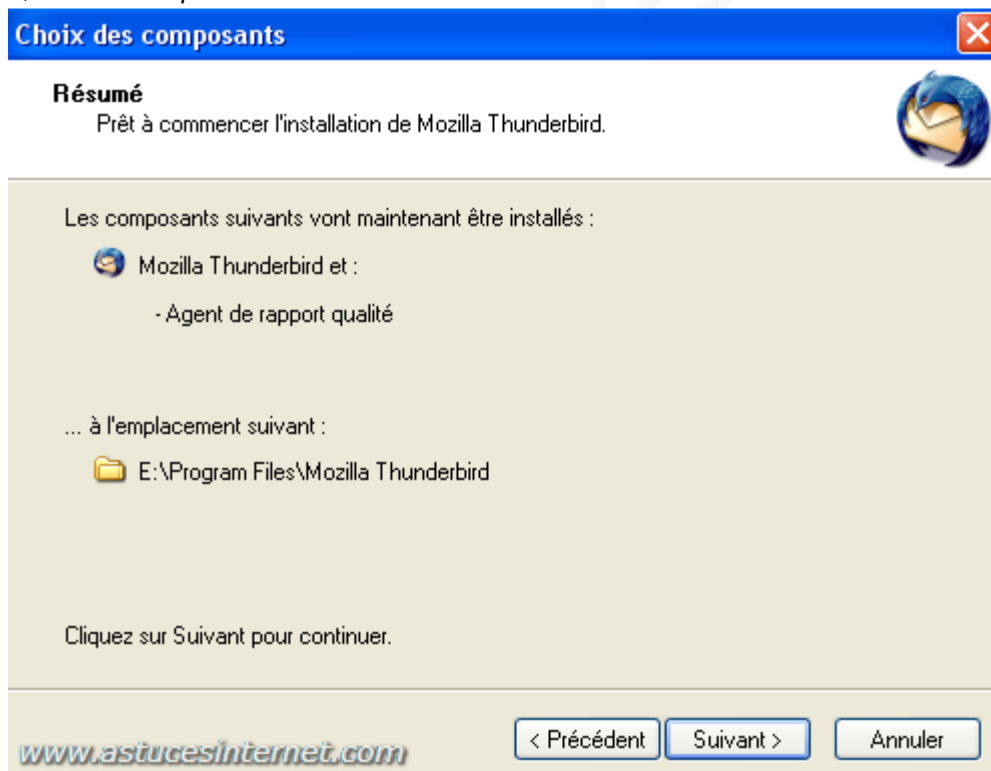 Choix des composants
Résumé
Prêt à commencer l'installation de Mozilla Thunderbird.
Les composants suivants vont maintenant être installés :
Mozilla Thunderbird et :
- Agent de rapport qualité
... à l'emplacement suivant :
E:\Program Files\Mozilla Thunderbird
Cliquez sur Suivant pour continuer.
< Précédent Suivant > Annuler
www.astucesinternet.com